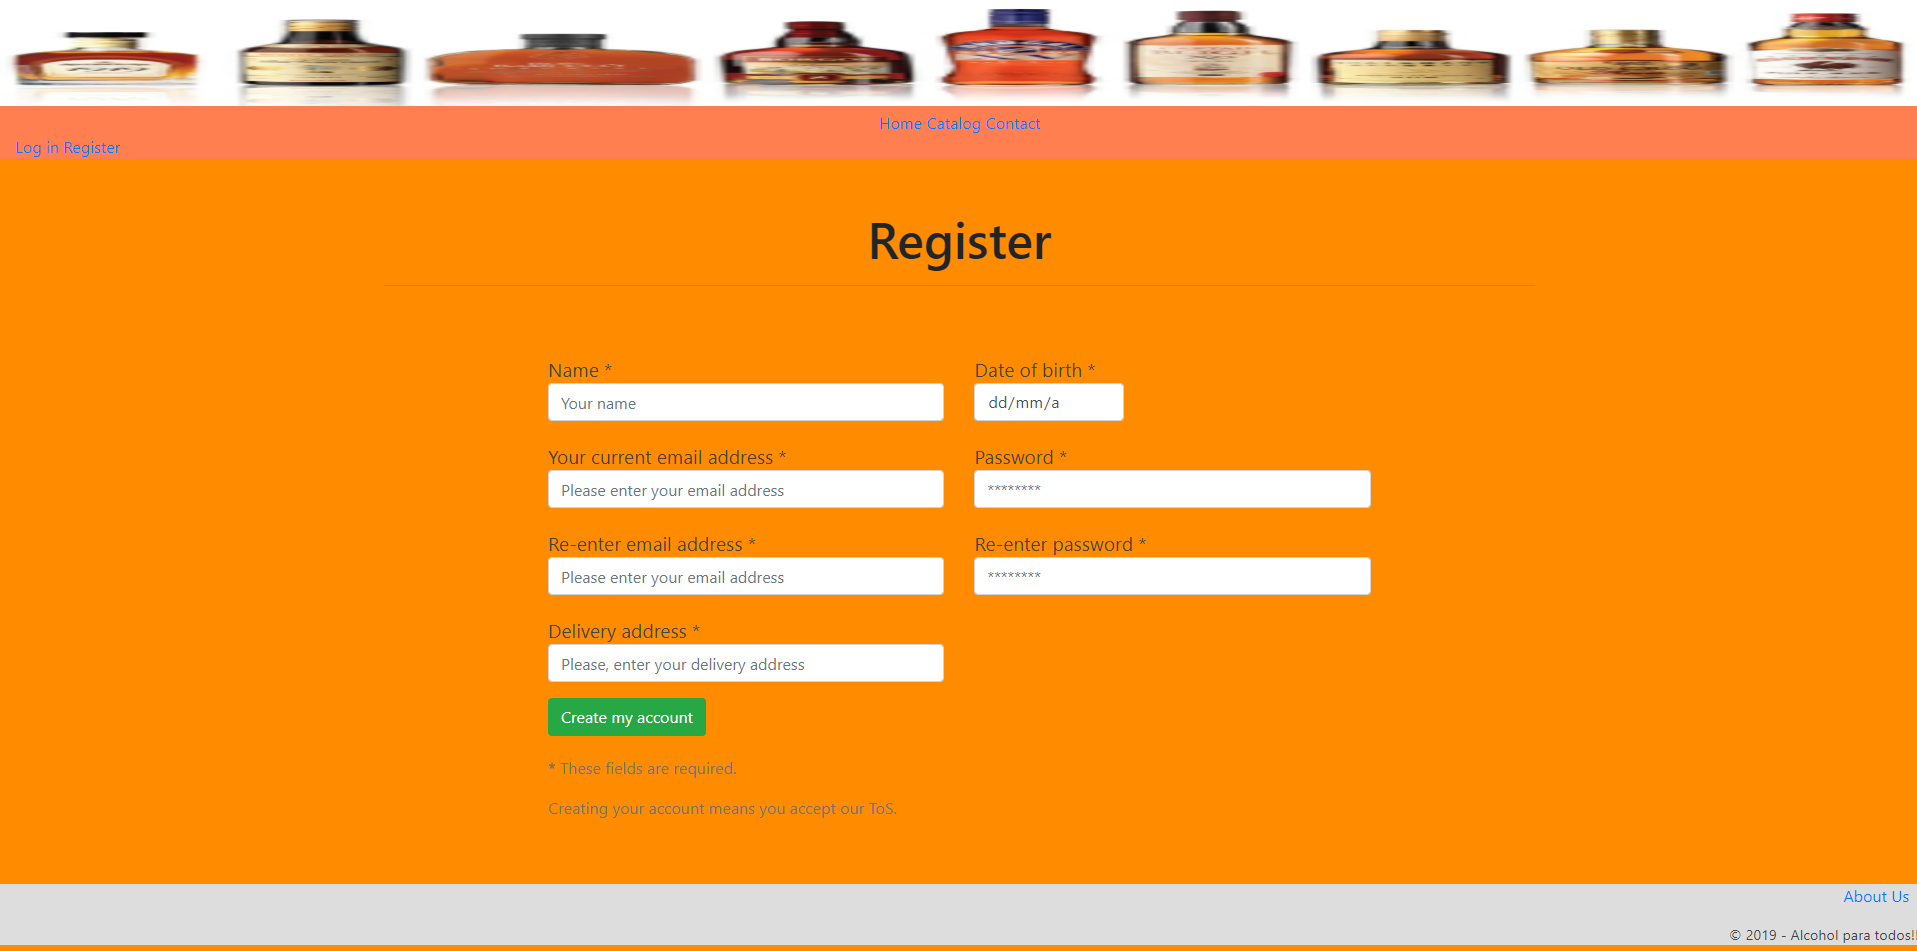 Home Catalog Contact
Log in Register
Register
Name *
Your name
Date of birth *
dd/mm/a
Your current email address *
Please enter your email address
Password *
********
Re-enter email address *
Please enter your email address
Re-enter password *
********
Delivery address *
Please, enter your delivery address
Create my account
* These fields are required.
Creating your account means you accept our ToS.
About Us
© 2019 - Alcohol para todos!!